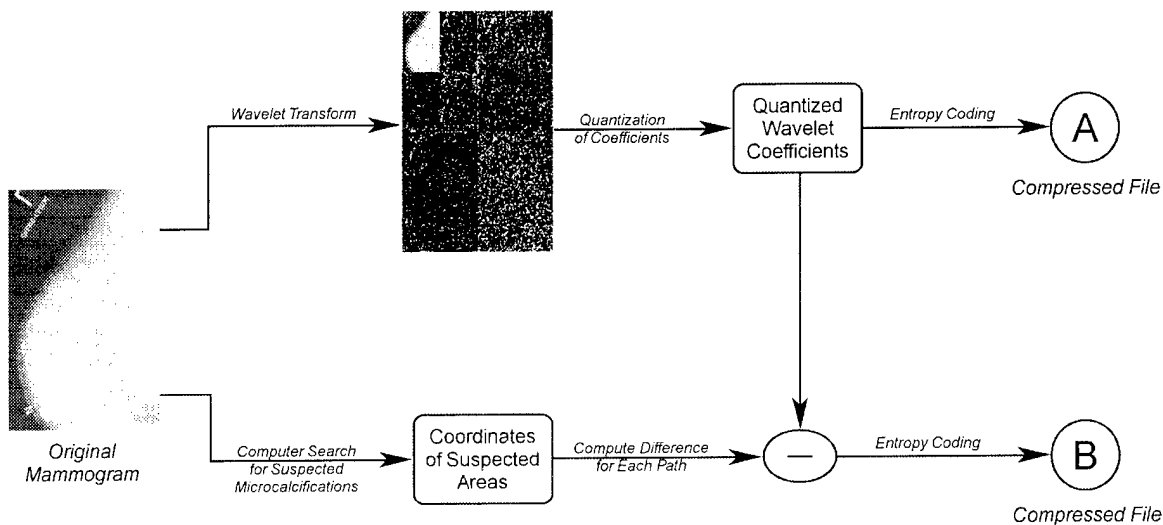 Wavelet Transform
Quantization
of Coefficients
Quantized
Wavelet
Coefficients
Entropy Coding
A
Compressed File
Original
Mammogram
Computer Search
for Suspected
Microcalcifications
Coordinates
of Suspected
Areas
Compute Difference
for Each Path
—
Entropy Coding
B
Compressed File